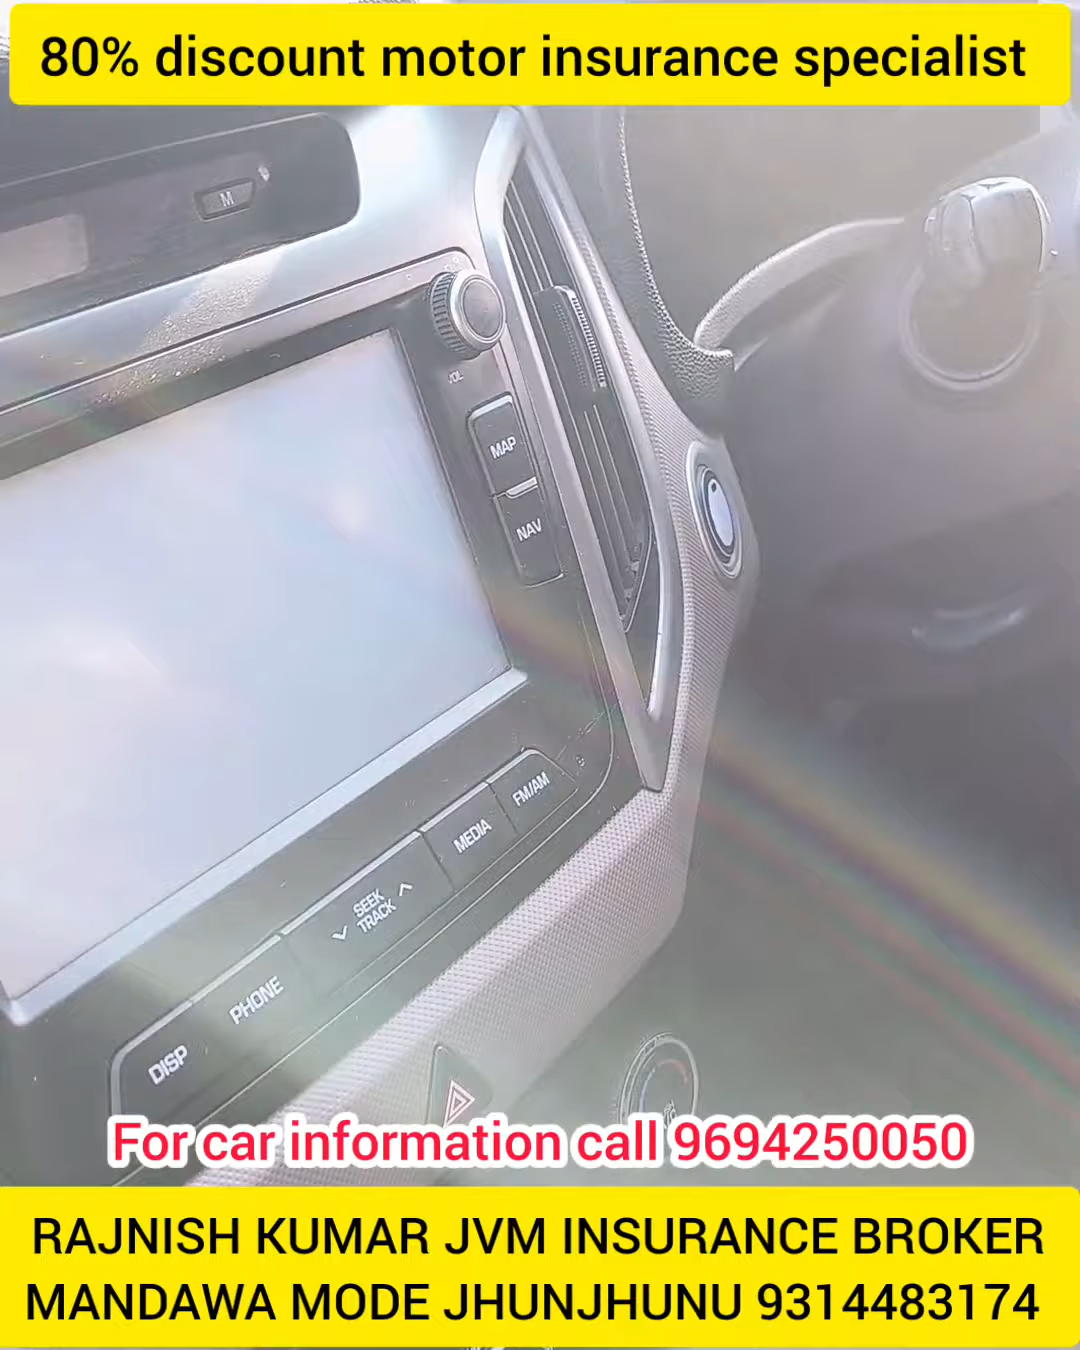 80% discount motor insurance specialist
M
VOL
MAP
NAV
FM/AM
MEDIA
SEEK
TRACK
PHONE
DISP
For car information call 9694250050
RAJNISH KUMAR JVM INSURANCE BROKER
MANDAWA MODE JHUNJHUNU 9314483174